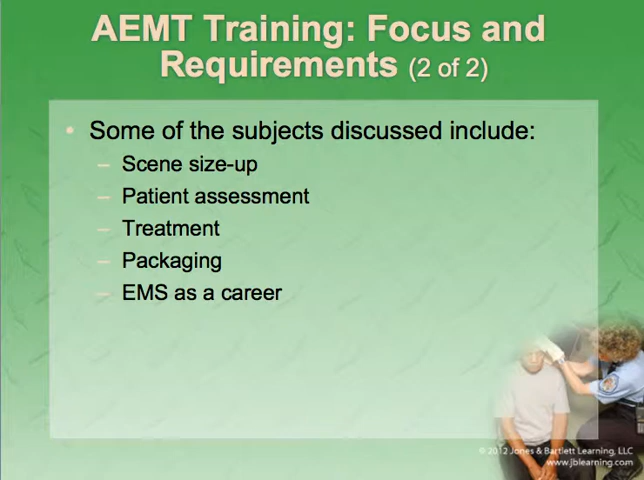 AEMT Training: Focus and
Requirements (2 of 2)
• Some of the subjects discussed include:
– Scene size-up
– Patient assessment
– Treatment
– Packaging
– EMS as a career
© 2012 Jones & Bartlett Learning, LLC
www.jblearning.com